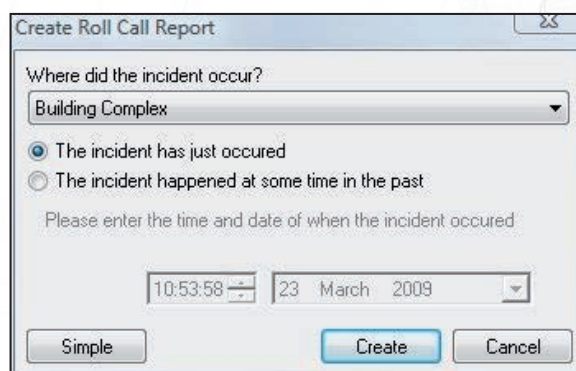 Create Roll Call Report
Where did the incident occur?
Building Complex
The incident has just occured
The incident happened at some time in the past
Please enter the time and date of when the incident occured
10:53:58 23 March 2009
Simple Create Cancel